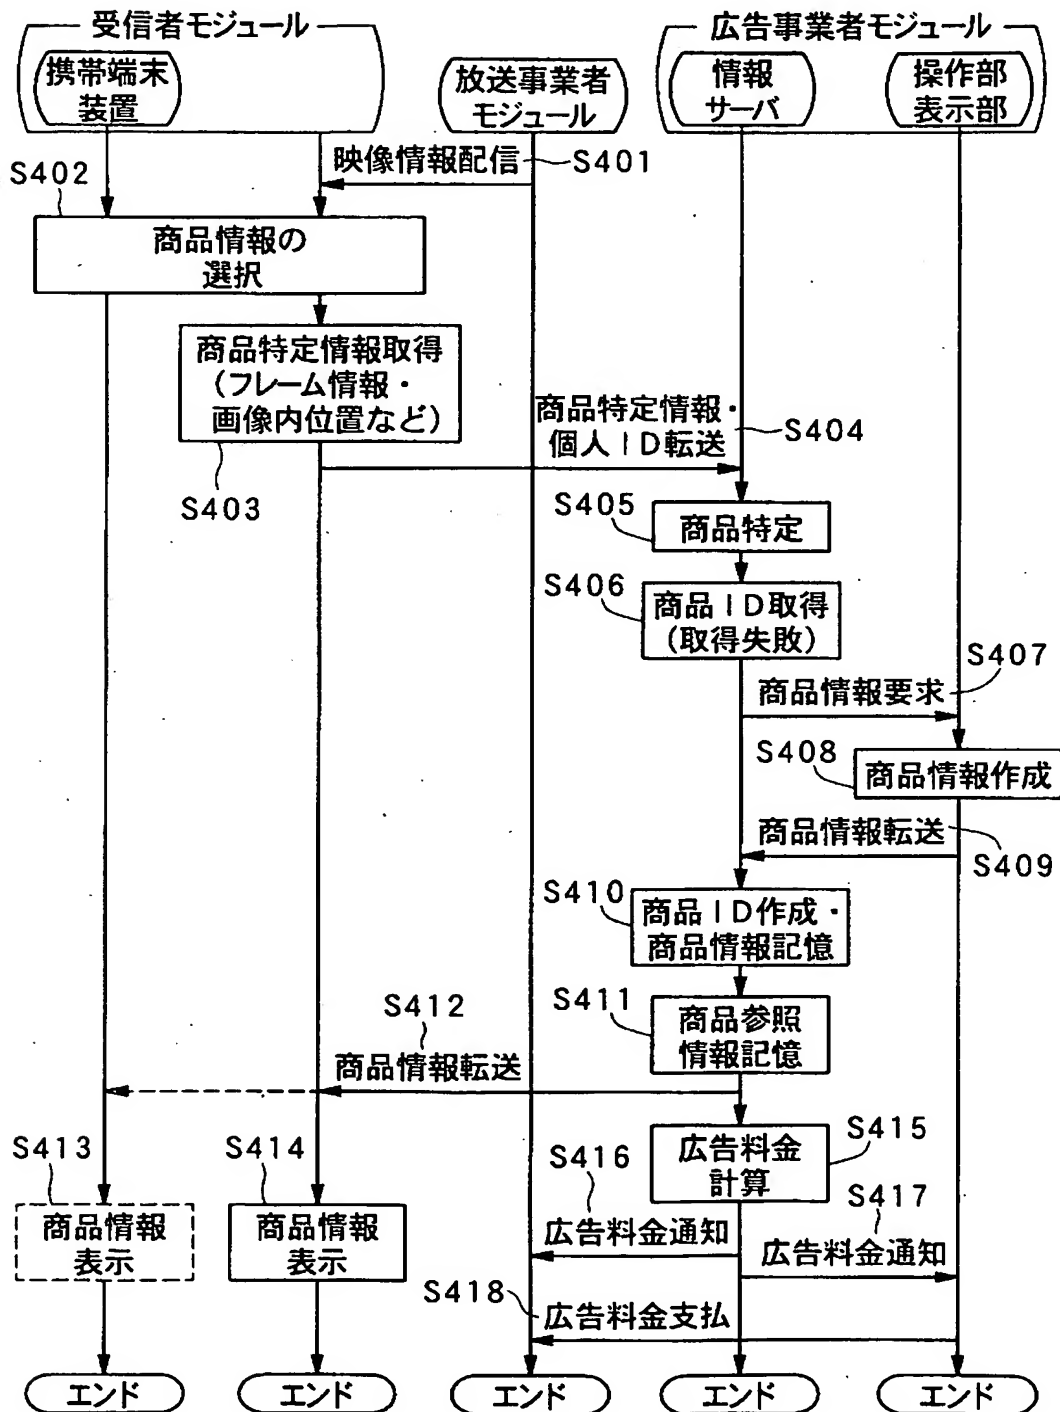 受信者モジュール
広告事業者モジュール
携帯端末
装置
放送事業者
モジュール
情報
サーバ
操作部
表示部
映像情報配信
S401
S402
商品情報の
選択
商品特定情報取得
(フレーム情報・
画像内位置など)
S403
商品特定情報・
個人ID転送
S404
S405
商品特定
S406
商品ID取得
(取得失敗)
S407
商品情報要求
S408
商品情報作成
商品情報転送
S409
S410
商品ID作成・
商品情報記憶
S411
商品参照
情報記憶
S412
商品情報転送
S413
商品情報
表示
S414
商品情報
表示
S415
広告料金
計算
S416
広告料金通知
S417
広告料金通知
S418
広告料金支払
エンド
エンド
エンド
エンド
エンド